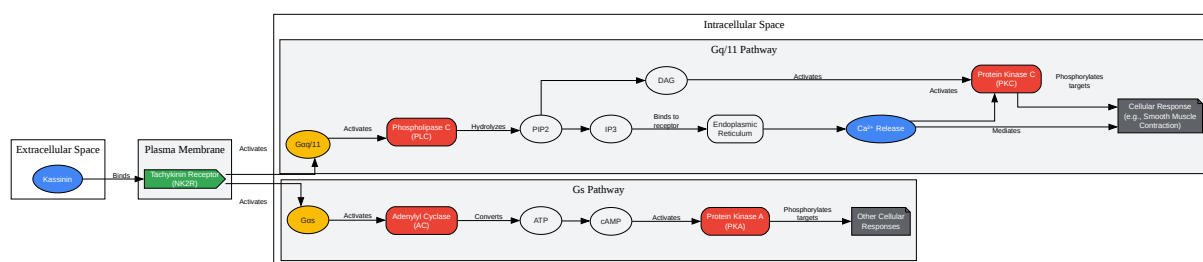 Intracellular Space
Gq/11 Pathway
DAG
Activates
Protein Kinase C
(PKC)
Phosphorylates
targets
Activates
Cellular Response
(e.g., Smooth Muscle
Contraction)
Gαq/11
Activates
Phospholipase C
(PLC)
Hydrolyzes
PIP2
IP3
Binds to
receptor
Endoplasmic
Reticulum
Ca²⁺ Release
Mediates
Extracellular Space
Kassinin
Binds
Plasma Membrane
Tachykinin Receptor
(NK2R)
Activates
Activates
Gs Pathway
Gαs
Activates
Adenylyl Cyclase
(AC)
Converts
ATP
cAMP
Activates
Protein Kinase A
(PKA)
Phosphorylates
targets
Other Cellular
Responses